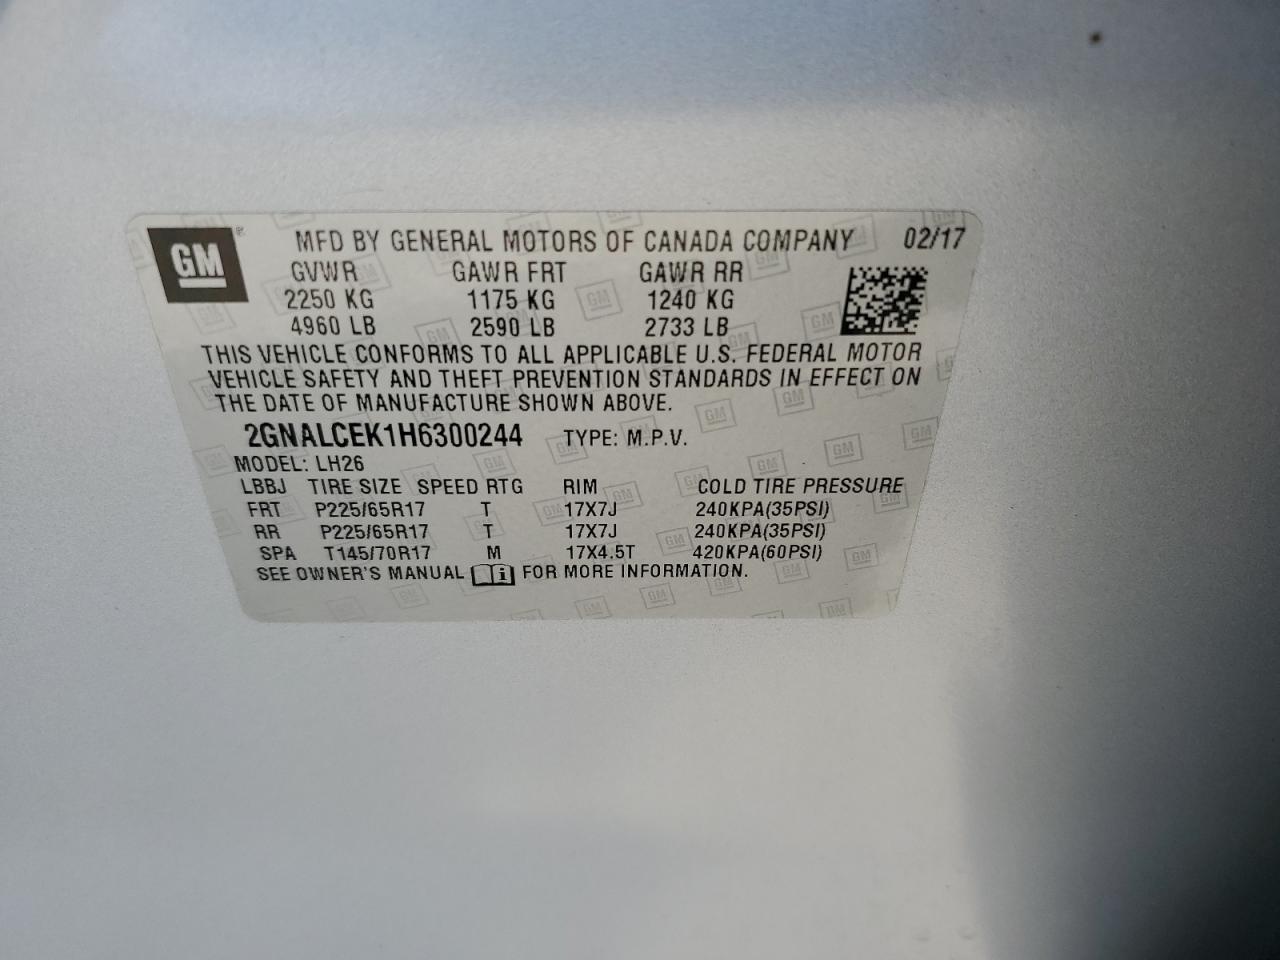 GM® MFD BY GENERAL MOTORS OF CANADA COMPANY 02/17
GVWR GAWR FRT GAWR RR
2250 KG 1175 KG 1240 KG
4960 LB 2590 LB 2733 LB
THIS VEHICLE CONFORMS TO ALL APPLICABLE U.S. FEDERAL MOTOR
VEHICLE SAFETY AND THEFT PREVENTION STANDARDS IN EFFECT ON
THE DATE OF MANUFACTURE SHOWN ABOVE.
2GNALCEK1H6300244 TYPE: M.P.V.
MODEL: LH26
LBBJ TIRE SIZE SPEED RTG RIM COLD TIRE PRESSURE
FRT P225/65R17 T 17X7J 240KPA(35PSI)
RR P225/65R17 T 17X7J 240KPA(35PSI)
SPA T145/70R17 M 17X4.5T 420KPA(60PSI)
SEE OWNER'S MANUAL i FOR MORE INFORMATION.